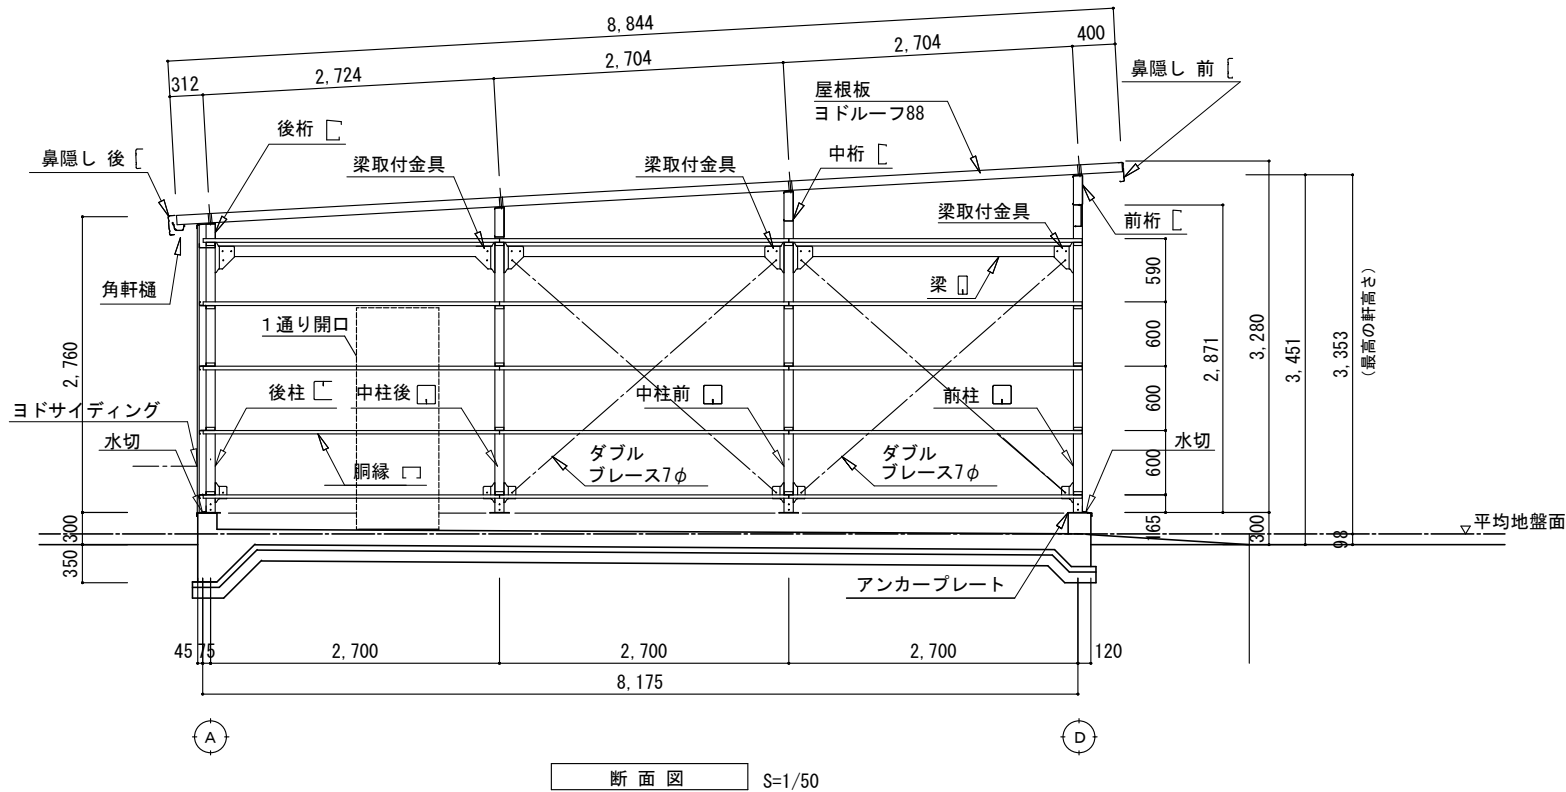 8,844
400
2,704
2,704
2,724
312
鼻隠し 前
屋根板
ヨドルーフ88
後桁
中桁
鼻隠し 後
梁取付金具
梁取付金具
梁取付金具
前桁
角軒樋
梁
590
1通り開口
600
3,280
2,760
2,871
3,451
3,353
(最高の軒高さ)
後柱
中柱後
中柱前
前柱
600
ヨドサイディング
水切
水切
ダブル
ブレース7φ
ダブル
ブレース7φ
胴縁
600
300
165
300
98
平均地盤面
350
アンカープレート
45
75
2,700
2,700
2,700
120
8,175
A
D
断面図
S=1/50